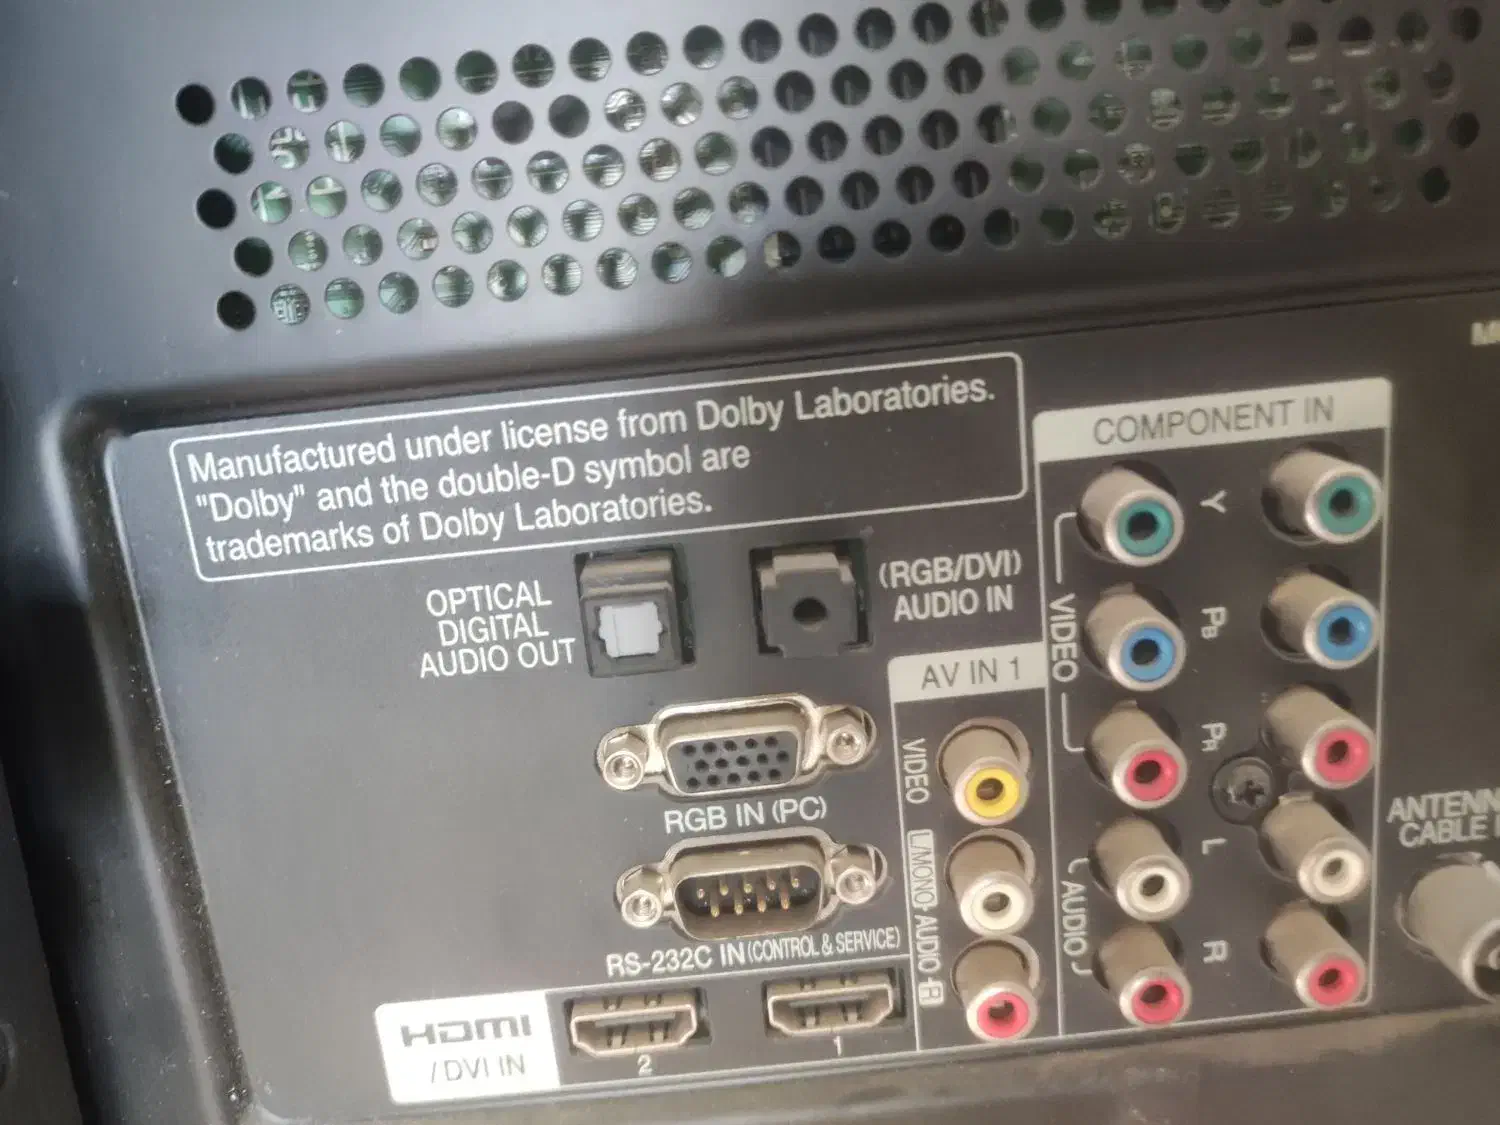 Manufactured under license from Dolby Laboratories.
"Dolby" and the double-D symbol are
trademarks of Dolby Laboratories.
COMPONENT IN
OPTICAL
DIGITAL
AUDIO OUT
(RGB/DVI)
AUDIO IN
Y
PB
PR
VIDEO
L
R
AUDIO
AV IN 1
VIDEO
L/MONO
AUDIO
R
RGB IN (PC)
RS-232C IN (CONTROL & SERVICE)
HDMI
/ DVI IN
2
1
CABLE